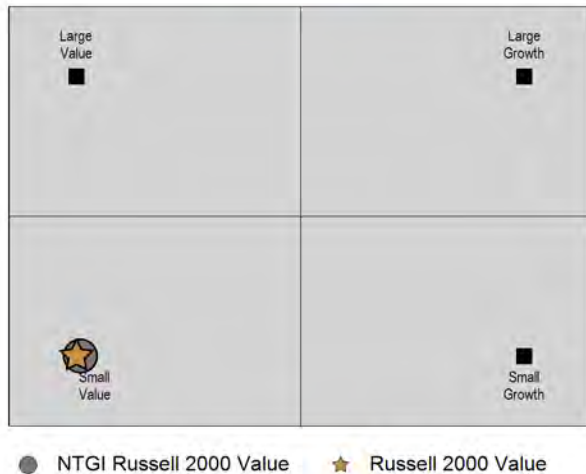 Large
Value
Large
Growth
Small
Value
Small
Growth
NTGI Russell 2000 Value
Russell 2000 Value